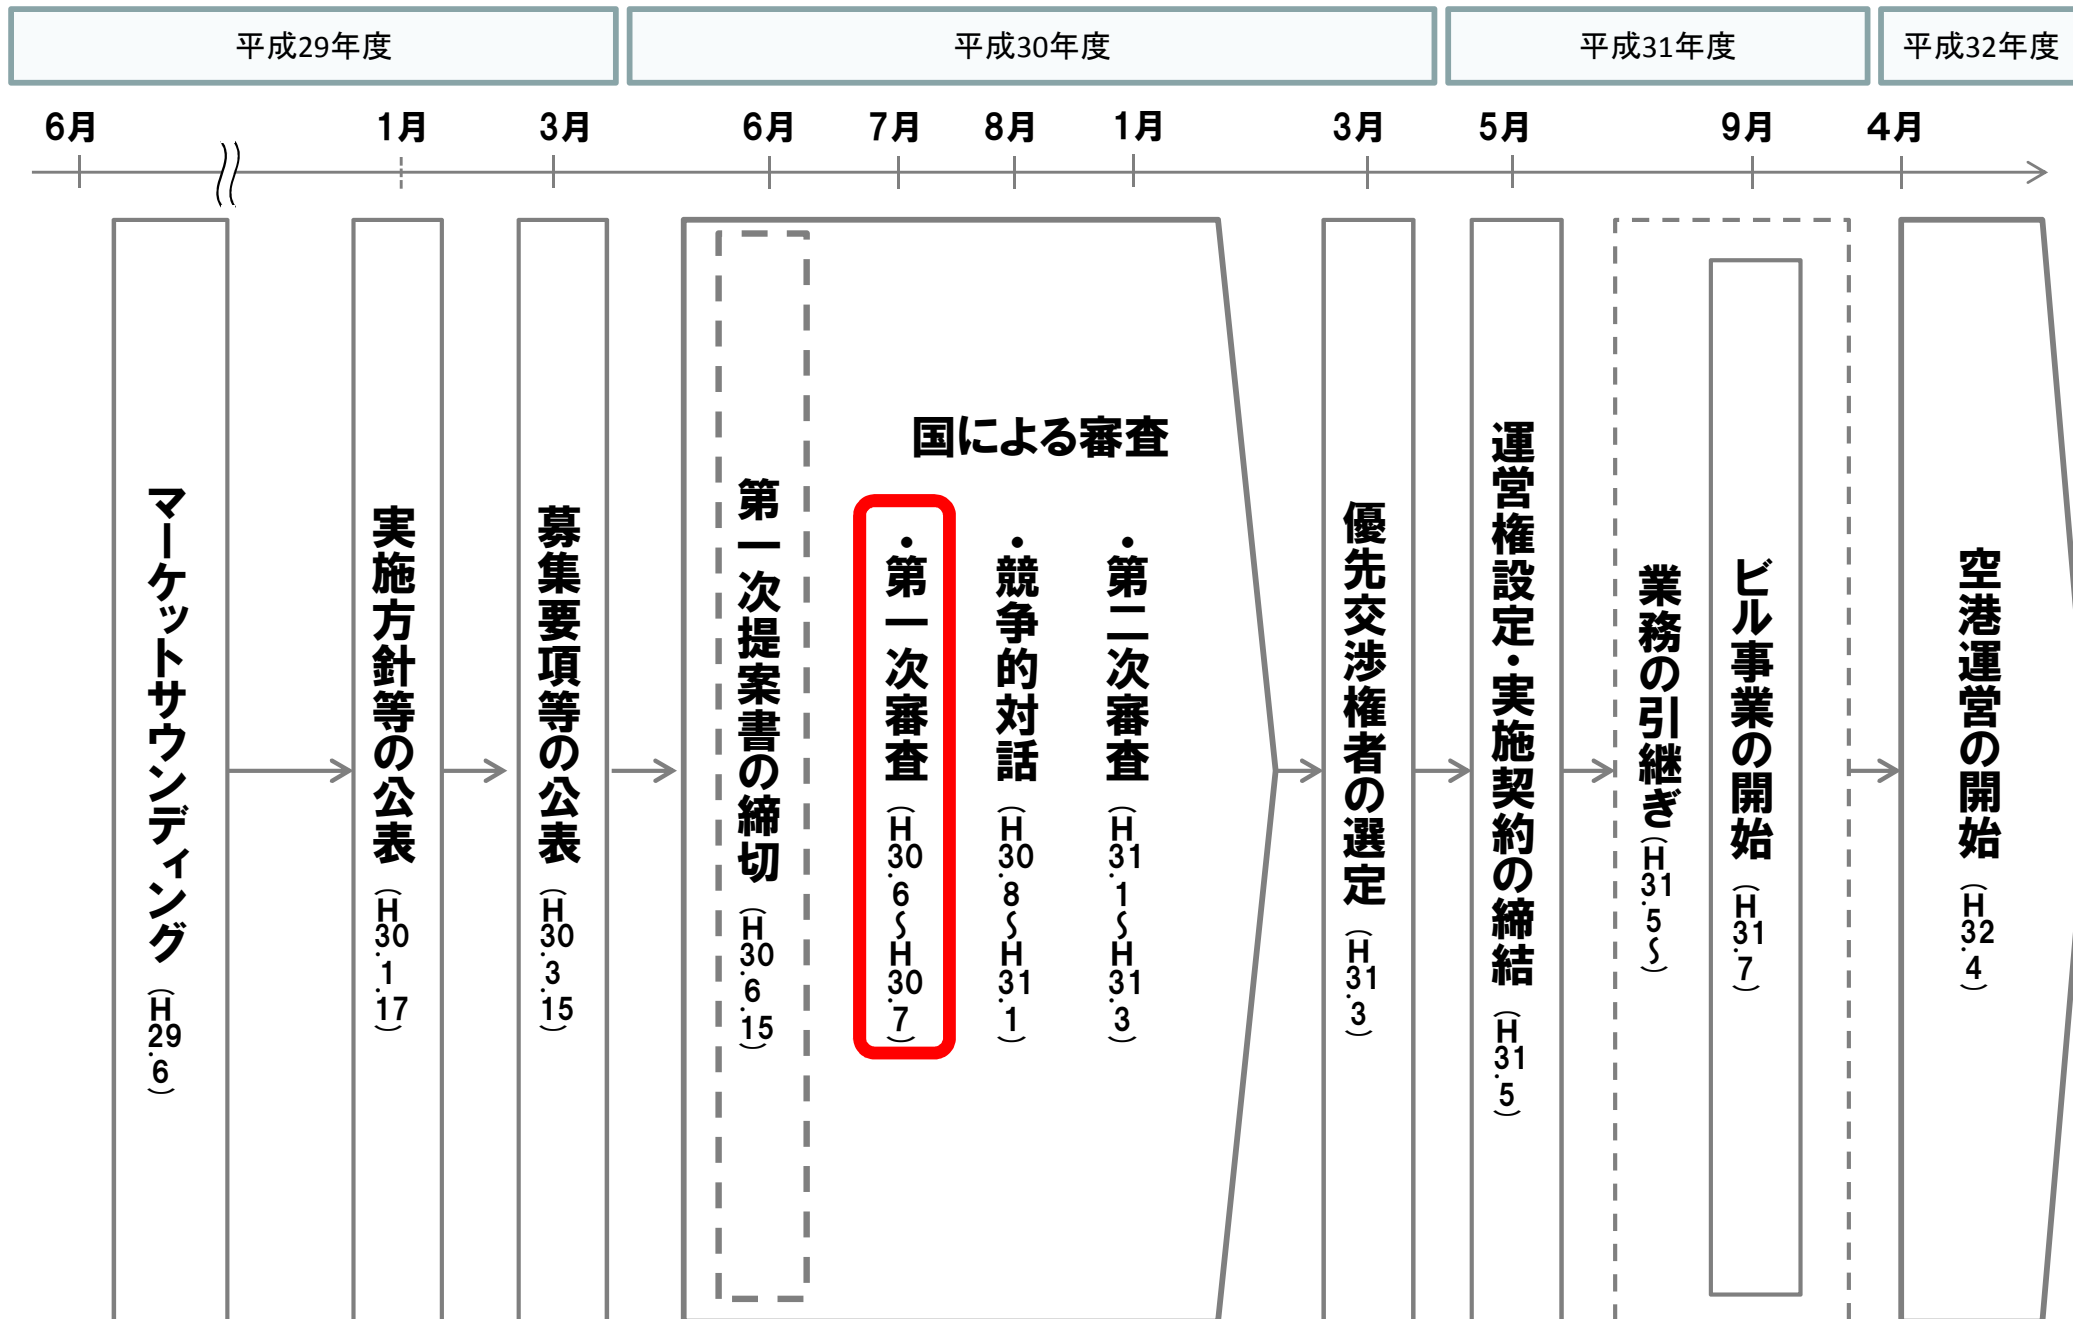 平成29年度
平成30年度
平成31年度
平成32年度
6月
1月
3月
6月
7月
8月
1月
3月
5月
9月
4月
マーケットサウンディング（H29.6）
実施方針等の公表（H30.1.17）
募集要項等の公表（H30.3.15）
第一次提案書の締切（H30.6.15）
国による審査
・第一次審査（H30.6～H30.7）
・競争的対話（H30.8～H31.1）
・第二次審査（H31.1～H31.3）
優先交渉権者の選定（H31.3）
運営権設定・実施契約の締結（H31.5）
業務の引継ぎ（H31.5～）
ビル事業の開始（H31.7）
空港運営の開始（H32.4）